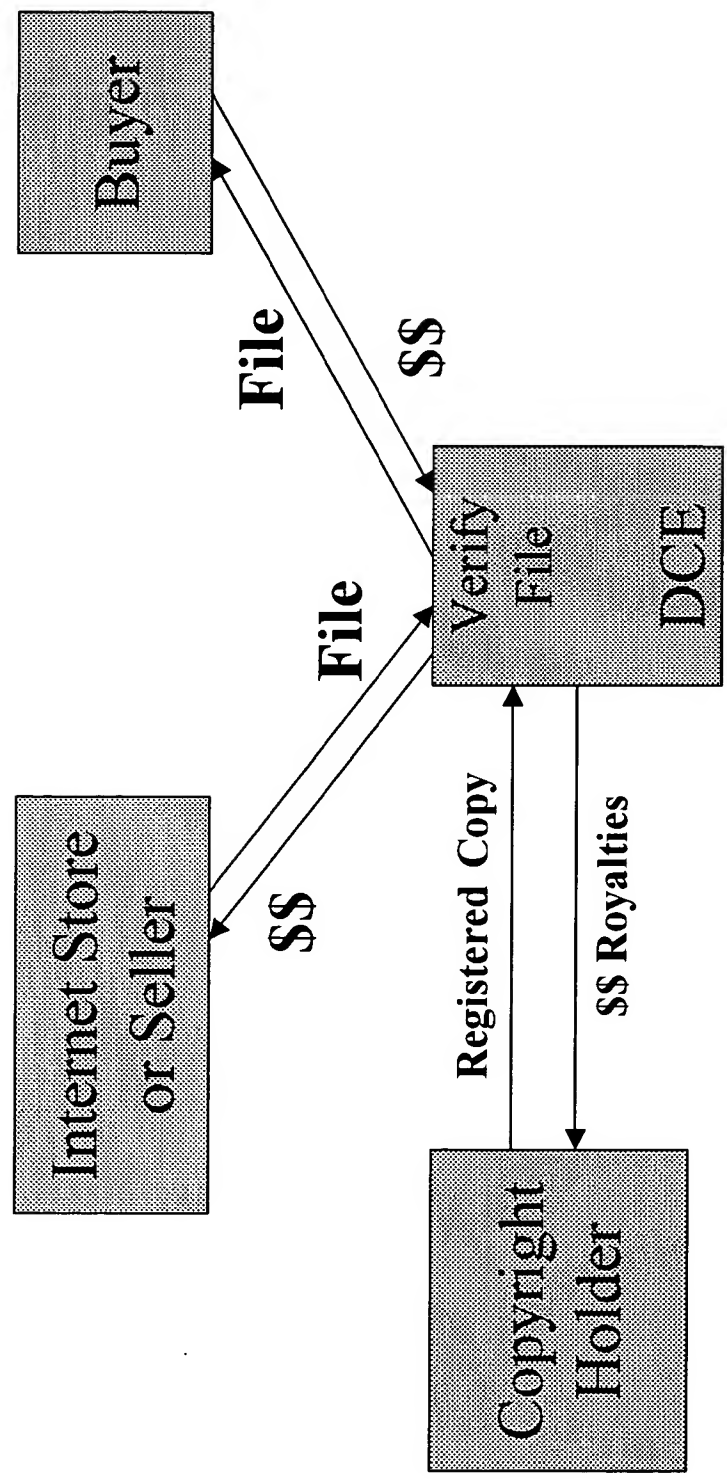 Internet Store
or Seller
Buyer
File
$$
File
$$
Verify
File
DCE
Registered Copy
$$ Royalties
Copyright
Holder